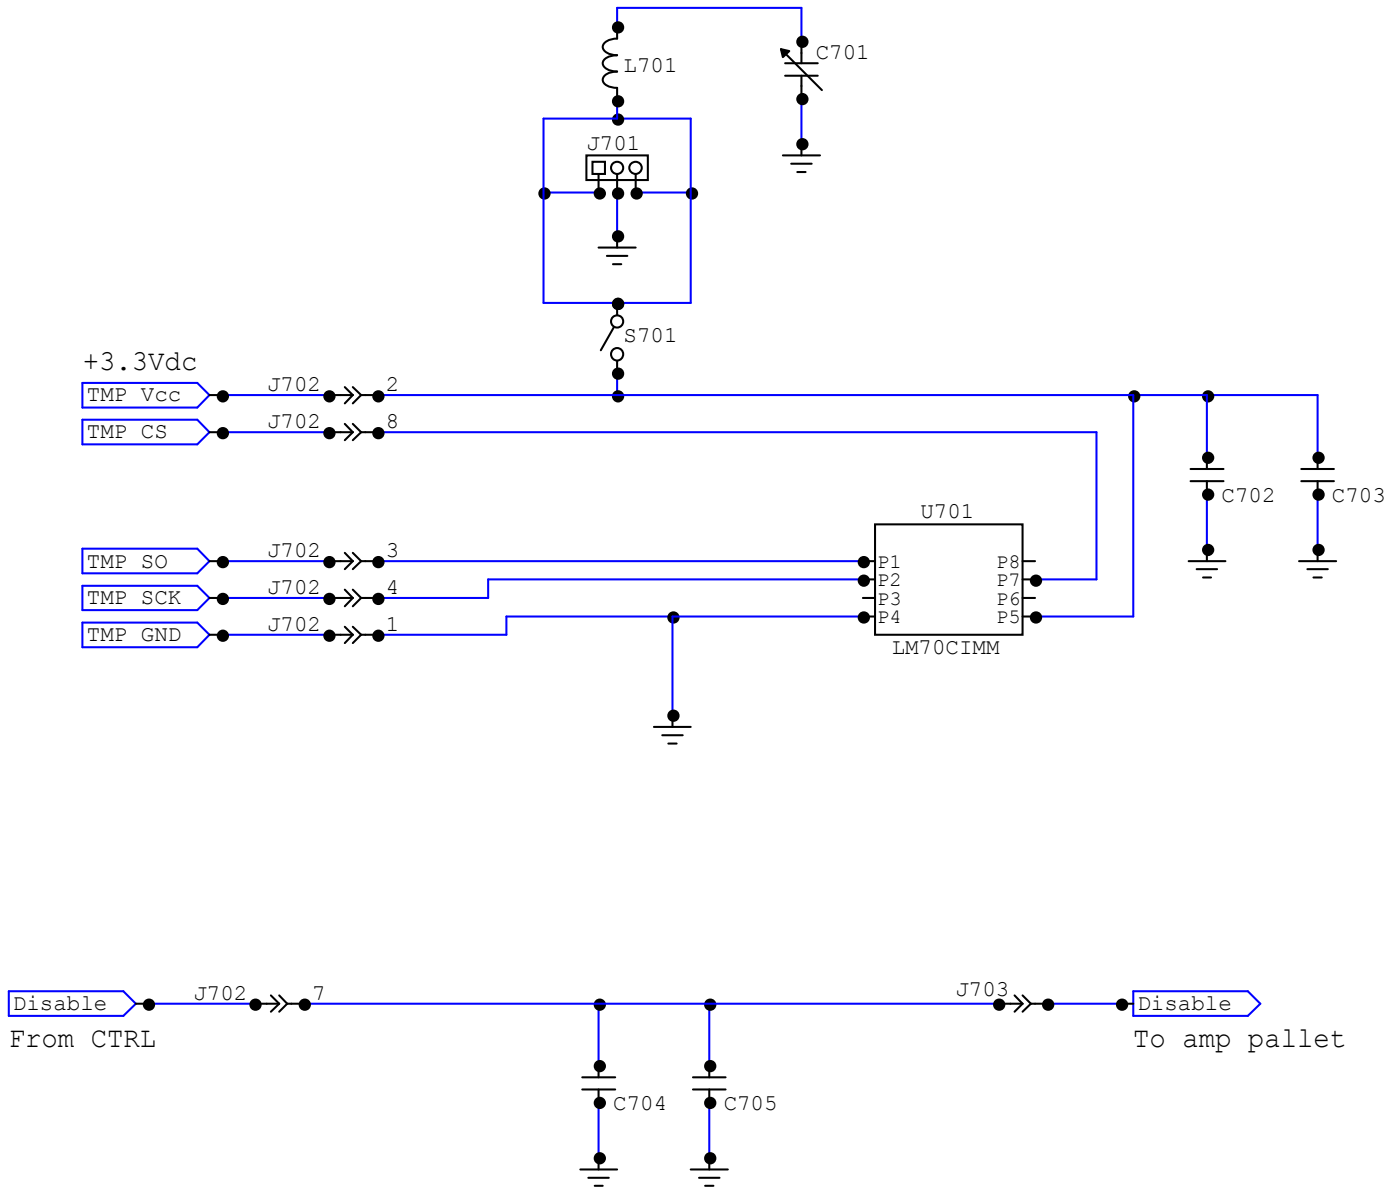 C701
L701
J701
S701
+3.3Vdc
TMP Vcc J702 2
TMP CS J702 8
C702 C703
U701
TMP SO J702 3 P1 P8
TMP SCK J702 4 P2 P7
P3 P6
TMP GND J702 1 P4 P5
LM70CIMM
Disable J702 7 J703 Disable
From CTRL To amp pallet
C704 C705